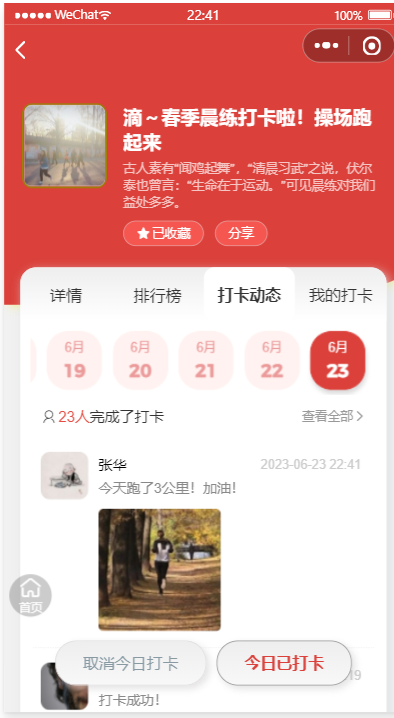 WeChat 22:41 100%
滴～春季晨练打卡啦！操场跑
起来
古人素有“闻鸡起舞”，“清晨习武”之说，伏尔
泰也曾言：“生命在于运动。”可见晨练对我们
益处多多。
已收藏 分享
详情 排行榜 打卡动态 我的打卡
6月 6月 6月 6月 6月
19 20 21 22 23
23人完成了打卡 查看全部
张华 2023-06-23 22:41
今天跑了3公里！加油！
首页
取消今日打卡 今日已打卡
19
打卡成功！